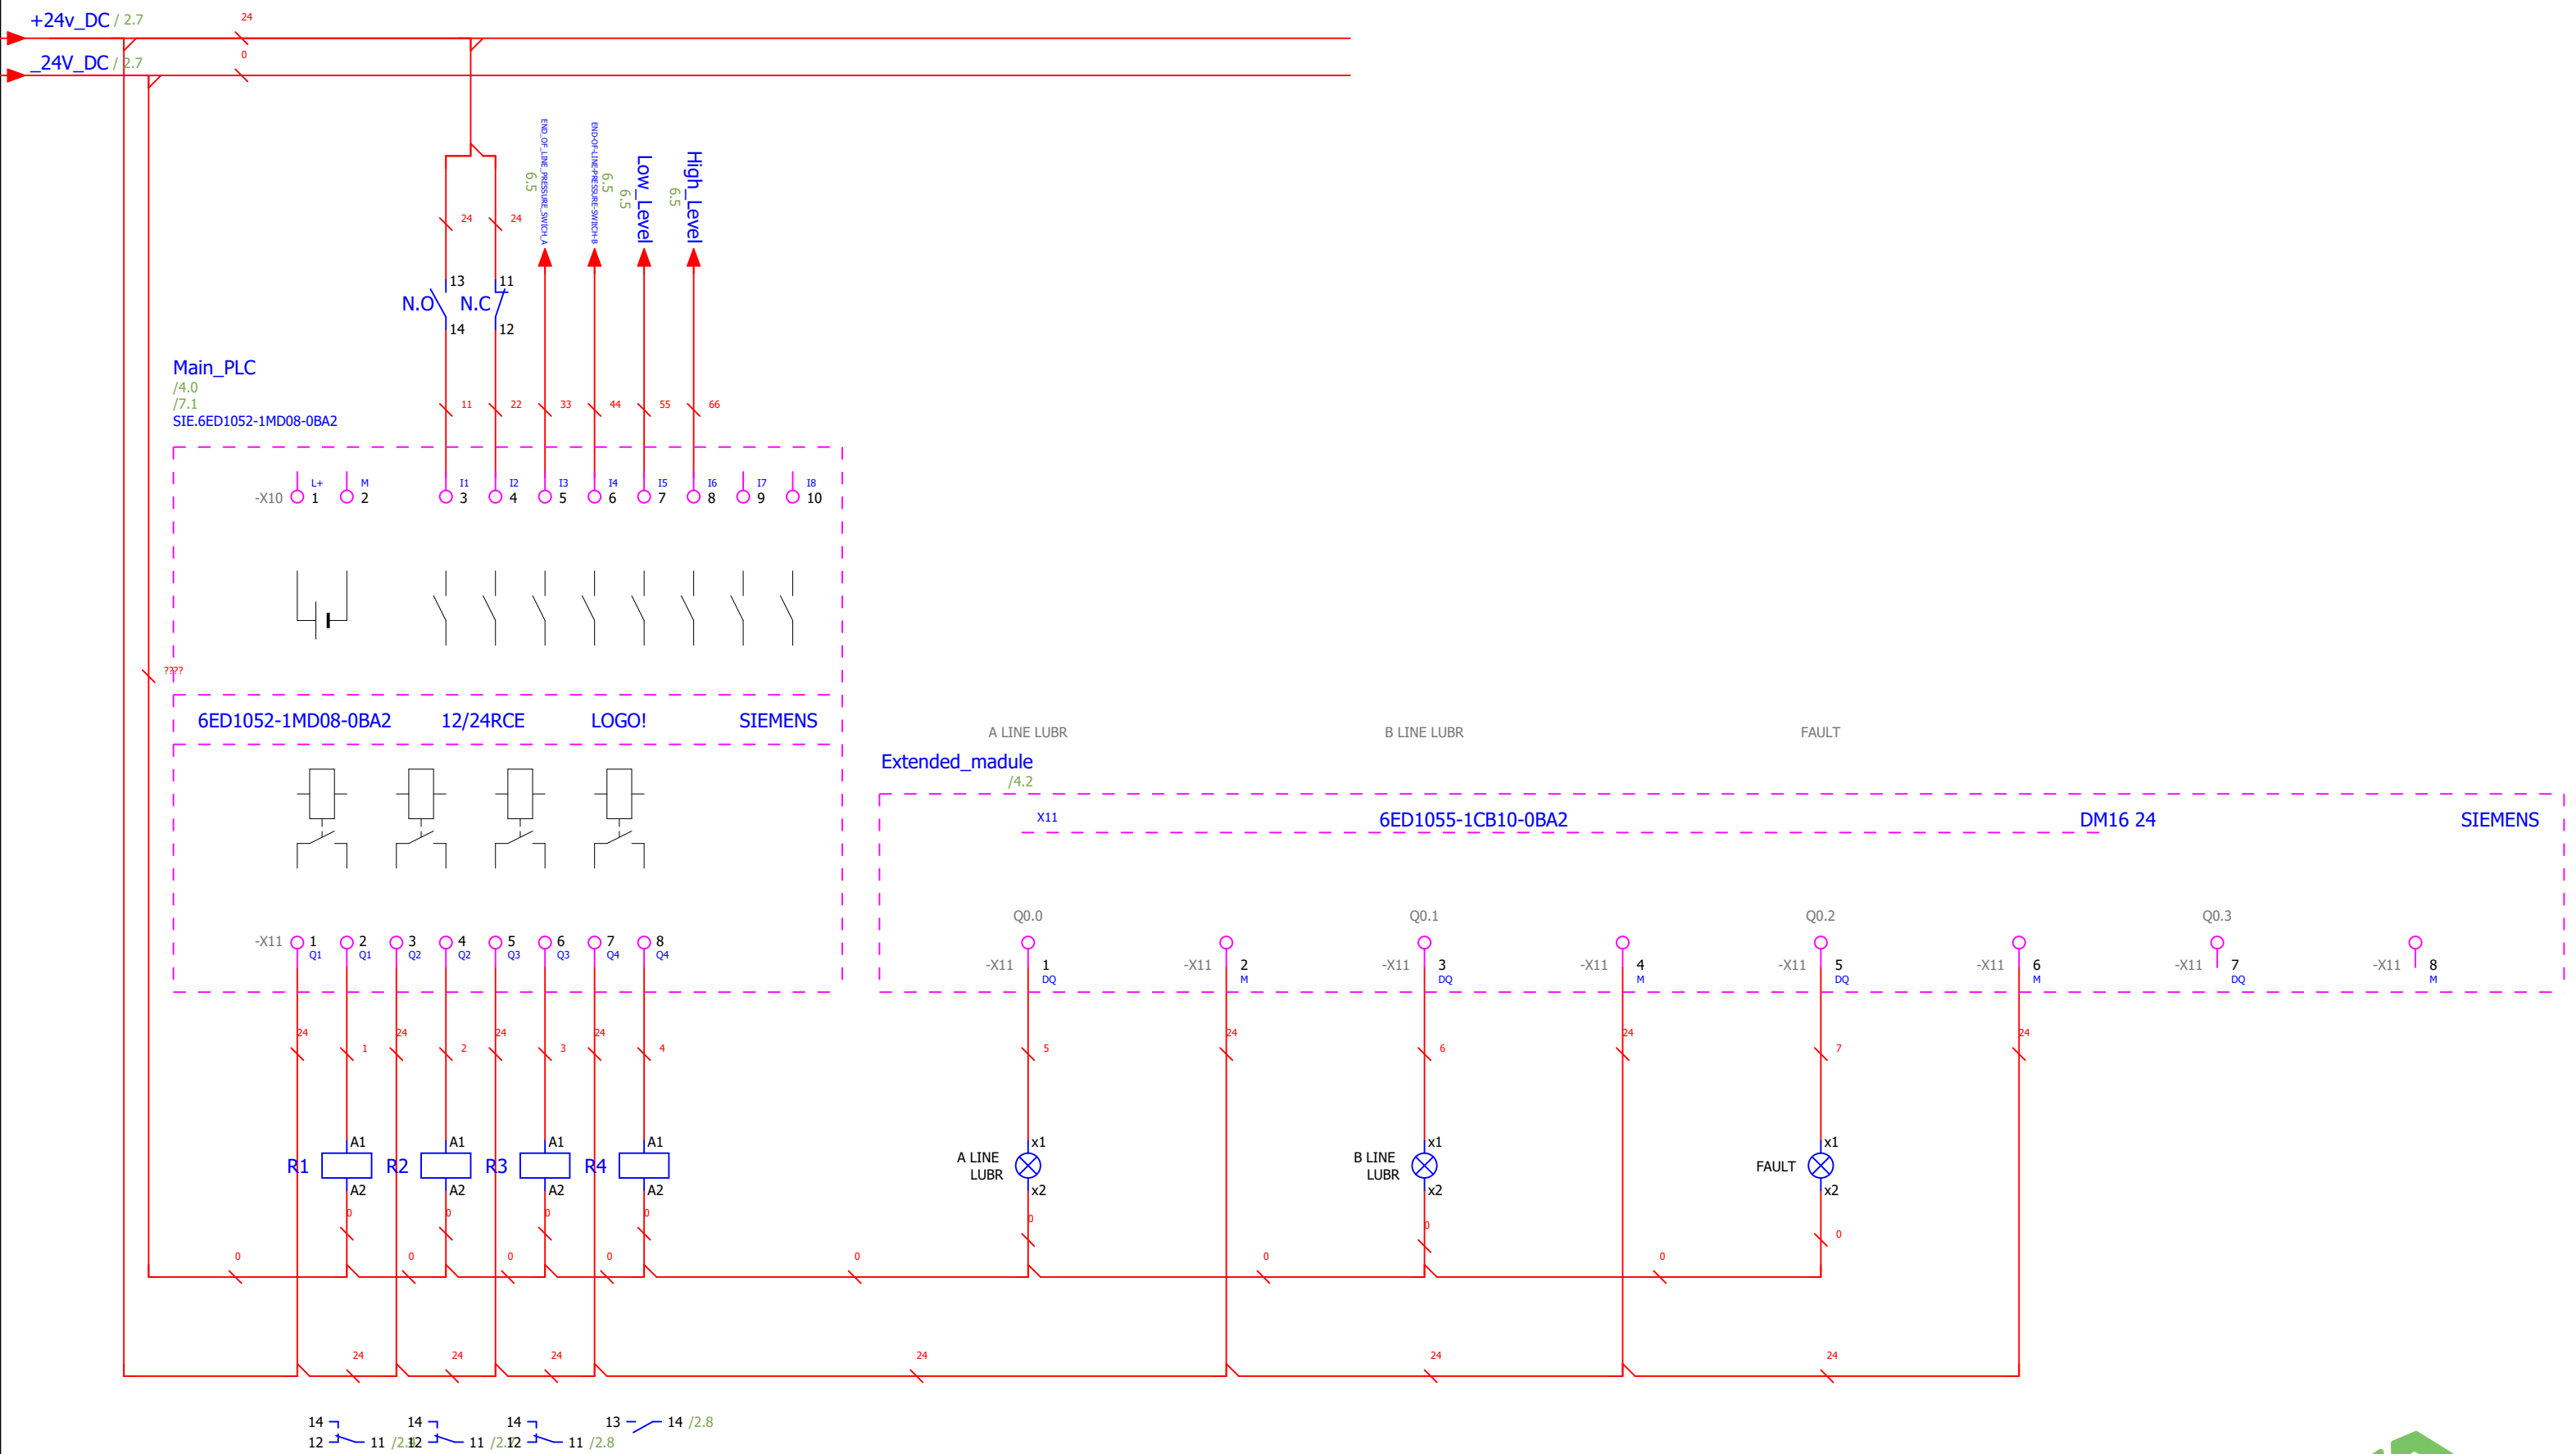 +24v_DC / 2.7
24
_24V_DC / 2.7
0
END_OF_LINE_PRESSURE_SWITCH_A
6.5
END-OF-LINE-PRESSURE-SWITCH-B
6.5
Low_Level
6.5
High_Level
6.5
24 24
13 11
N.O N.C
14 12
Main_PLC
/4.0
/7.1
SIE.6ED1052-1MD08-0BA2
11 22 33 44 55 66
L+ M I1 I2 I3 I4 I5 I6 I7 I8
-X10 1 2 3 4 5 6 7 8 9 10
????
6ED1052-1MD08-0BA2 12/24RCE LOGO! SIEMENS
A LINE LUBR B LINE LUBR FAULT
Extended_madule
/4.2
X11 6ED1055-1CB10-0BA2 DM16 24 SIEMENS
Q0.0 Q0.1 Q0.2 Q0.3
-X11 1 2 3 4 5 6 7 8
Q1 Q1 Q2 Q2 Q3 Q3 Q4 Q4
-X11 1 -X11 2 -X11 3 -X11 4 -X11 5 -X11 6 -X11 7 -X11 8
DQ M DQ M DQ M DQ M
24 24 24 24 24 24 24
1 2 3 4 5 6 7
A1 A1 A1 A1 x1 x1 x1
R1 R2 R3 R4
A LINE
LUBR
B LINE
LUBR
FAULT
A2 A2 A2 A2 x2 x2 x2
0 0 0 0 0 0 0
0 0 0 0 0 0 0
24 24 24 24 24 24
14 14 14 13 14 /2.8
12 11 12 11 12 11 /2.8